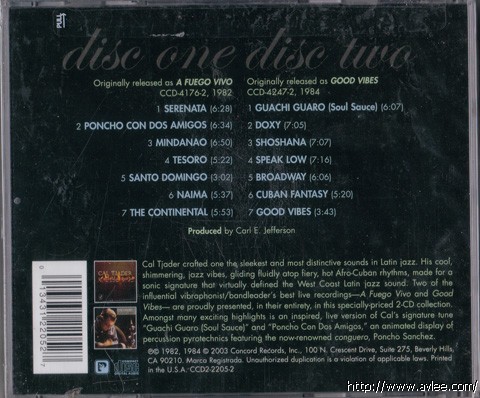 PULL
disc one disc two
Originally released as A FUEGO VIVO
CCD-4176-2, 1982
1 SERENATA (6:28)
2 PONCHO CON DOS AMIGOS (6:34)
3 MINDANAO (6:50)
4 TESORO (5:22)
5 SANTO DOMINGO (3:02)
6 NAIMA (5:37)
7 THE CONTINENTAL (5:53)
Originally released as GOOD VIBES
CCD-4247-2, 1984
1 GUACHI GUARO (Soul Sauce) (6:07)
2 DOXY (7:05)
3 SHOSHANA (7:07)
4 SPEAK LOW (7:16)
5 BROADWAY (6:06)
6 CUBAN FANTASY (5:20)
7 GOOD VIBES (3:43)
Produced by Carl E. Jefferson
CAL TJADER
Cal Tjader crafted one the sleekest and most distinctive sounds in Latin jazz. His cool,
shimmering, jazz vibes, gliding fluidly atop fiery, hot Afro-Cuban rhythms, made for a
sonic signature that virtually defined the West Coast Latin jazz sound. Two of the
influential vibraphonist/bandleader's best live recordings—A Fuego Vivo and Good
Vibes—are proudly presented, in their entirety, in this specially-priced 2-CD collection.
Amongst many exciting highlights is an inspired, live version of Cal's signature tune
"Guachi Guaro (Soul Sauce)" and "Poncho Con Dos Amigos," an animated display of
percussion pyrotechnics featuring the now-renowned conguero, Poncho Sanchez.
℗© 1982, 1984 © 2003 Concord Records, Inc., 100 N. Crescent Drive, Suite 275, Beverly Hills,
CA 90210. Marco Registrada. Unauthorized duplication is a violation of applicable laws. Printed
in the U.S.A. CCD2-2205-2
0 13431 22052 7
http://www.avlee.com